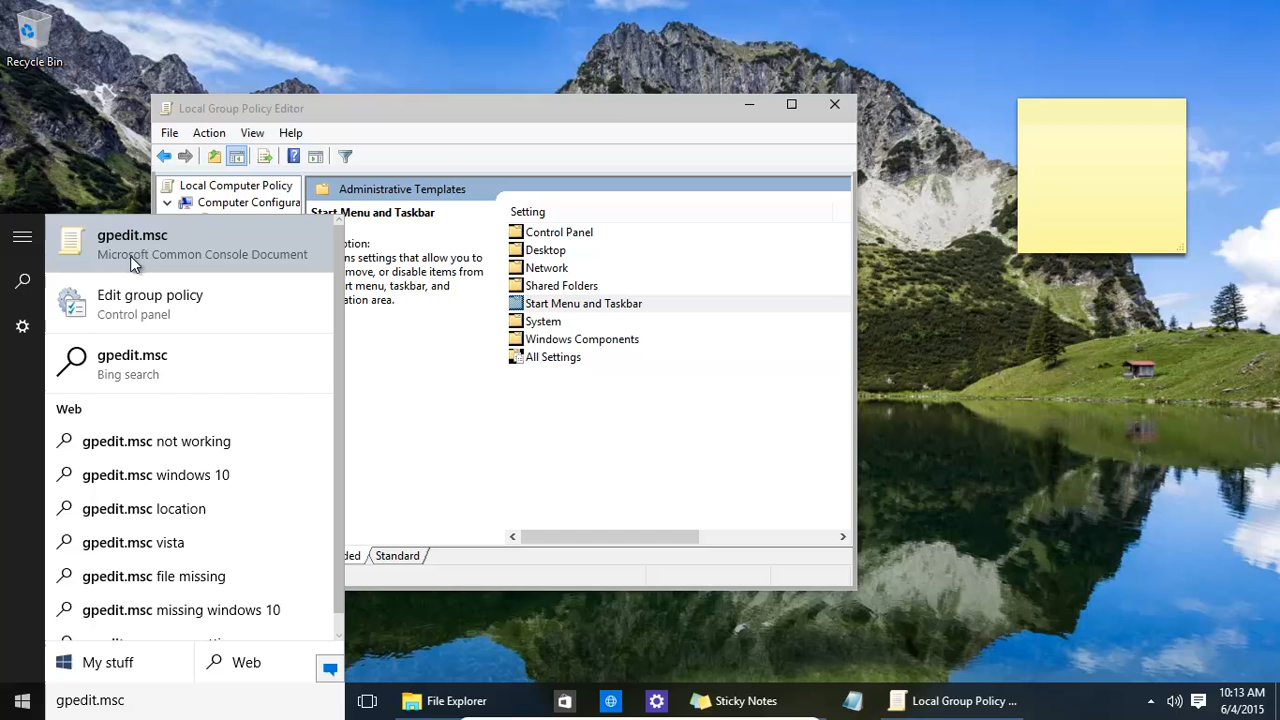 Recycle Bin
Local Group Policy Editor
File Action View Help
Local Computer Policy
Computer Configura
Administrative Templates
Start Menu and Taskbar
ption:
ns settings that allow you to
move, or disable items from
art menu, taskbar, and
ation area.
Setting
Control Panel
Desktop
Network
Shared Folders
Start Menu and Taskbar
System
Windows Components
All Settings
ded Standard
gpedit.msc
Microsoft Common Console Document
Edit group policy
Control panel
gpedit.msc
Bing search
Web
gpedit.msc not working
gpedit.msc windows 10
gpedit.msc location
gpedit.msc vista
gpedit.msc file missing
gpedit.msc missing windows 10
My stuff Web
gpedit.msc
File Explorer
Sticky Notes
Local Group Policy ...
10:13 AM
6/4/2015